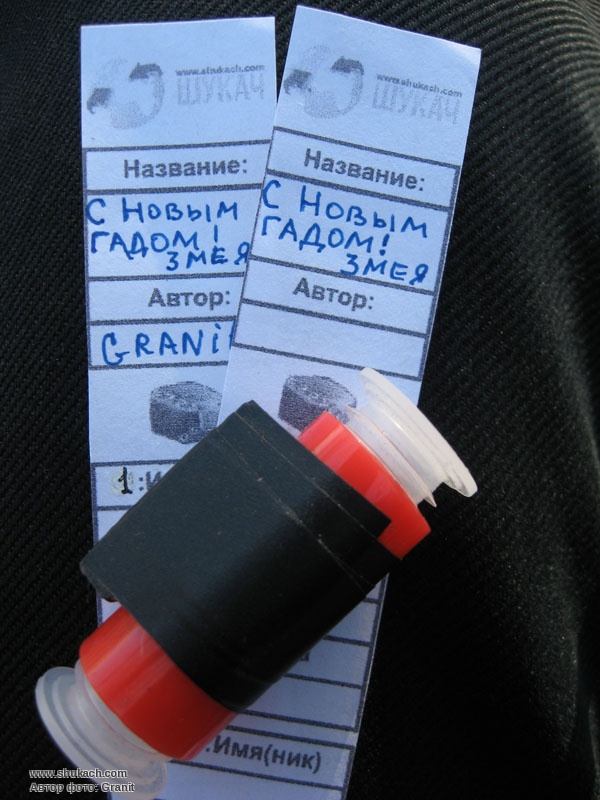 www.shukach.com
ШУКАЧ
Название:
С НОВЫМ
ГАДОМ!
ЗМЕЯ
Автор:
GRANi
1:И
www.shukach.com
ШУКАЧ
Название:
С НОВЫМ
ГАДОМ!
ЗМЕЯ
Автор:
:Имя(ник)
www.shukach.com
Автор фото: Granit